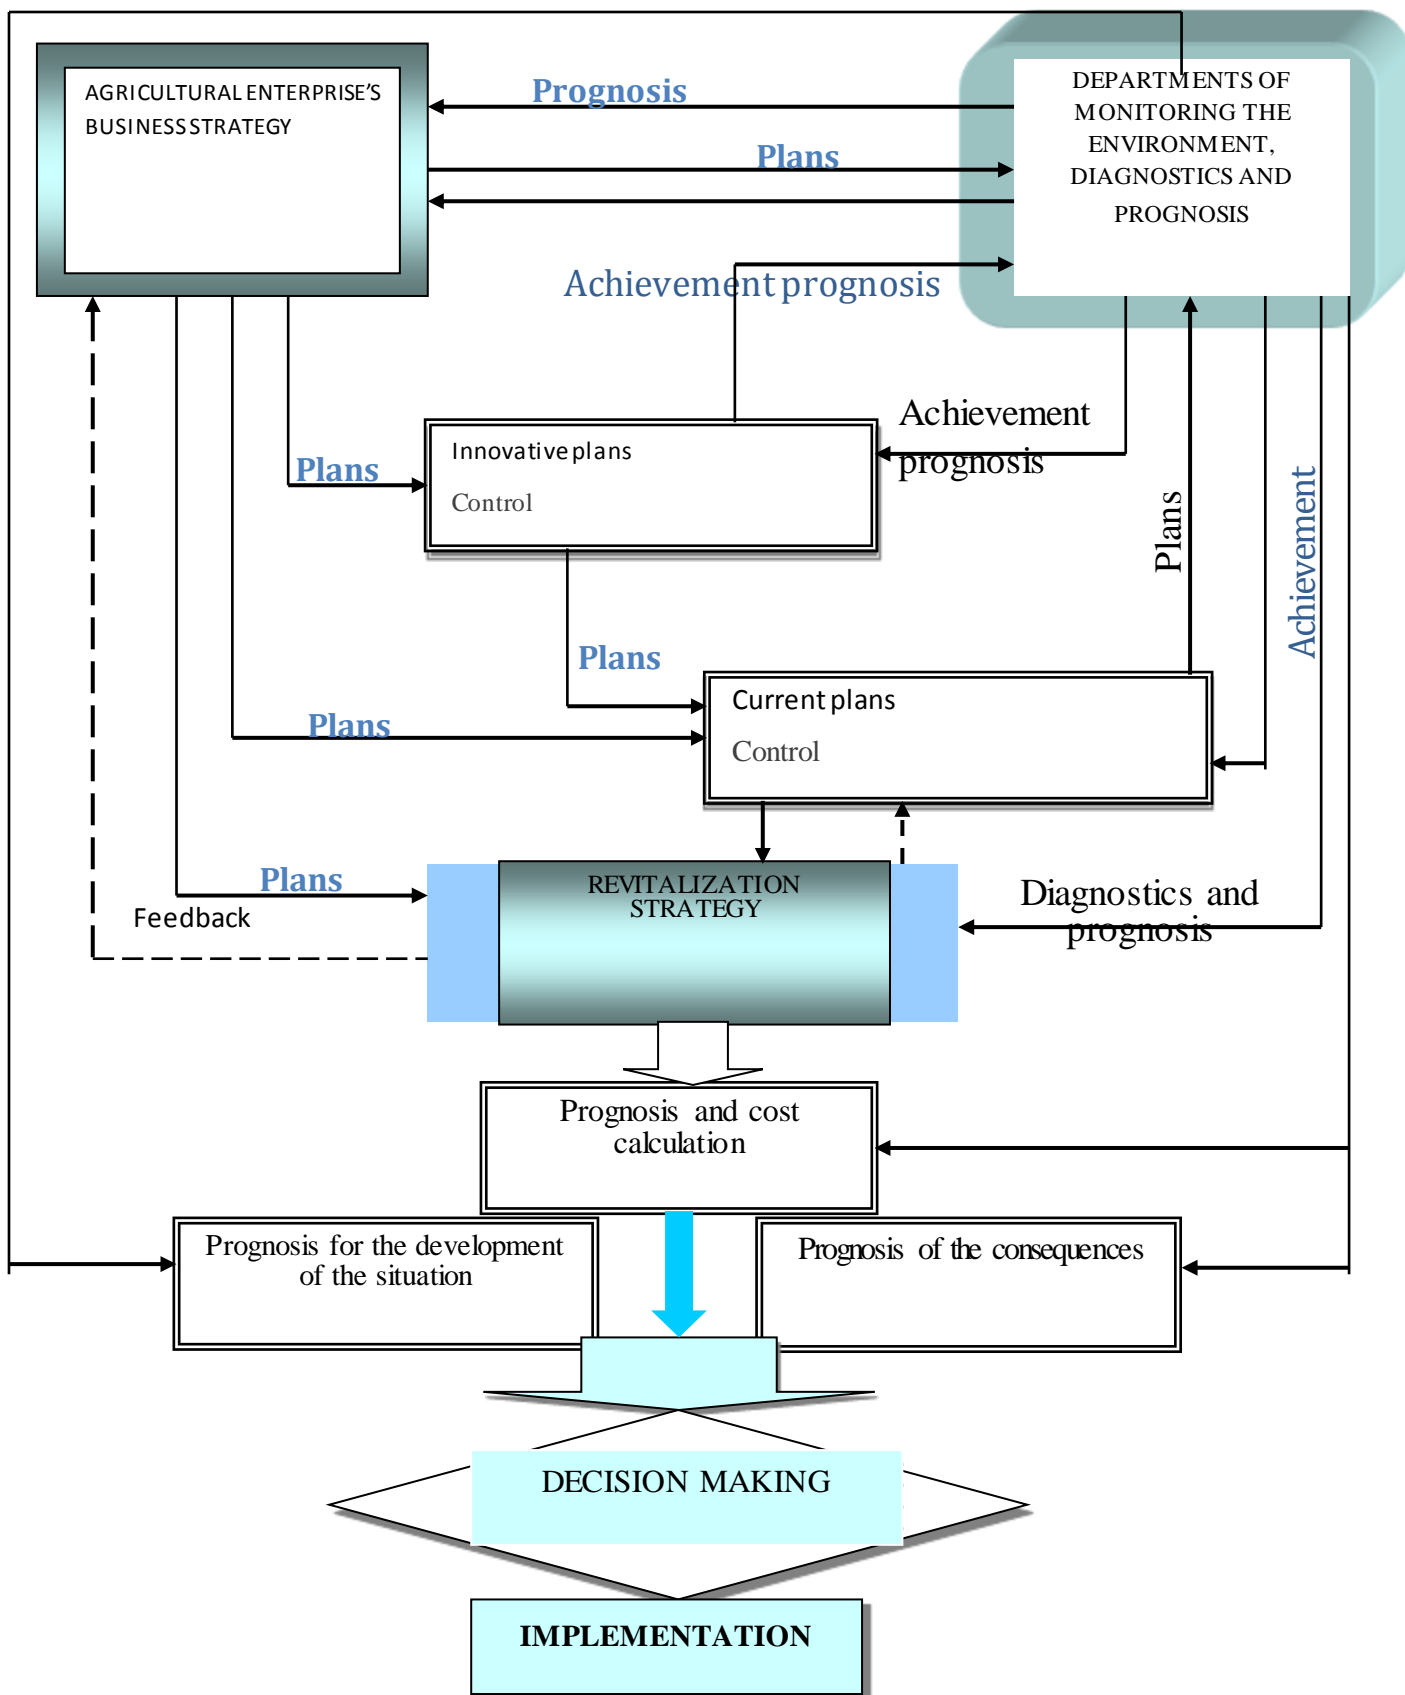 AGRICULTURAL ENTERPRISE'S
BUSINESS STRATEGY
Prognosis
Plans
DEPARTMENTS OF
MONITORING THE
ENVIRONMENT,
DIAGNOSTICS AND
PROGNOSIS
Achievement prognosis
Achievement
prognosis
Plans
Innovative plans
Control
Plans
Achievement
Plans
Plans
Current plans
Control
Plans
Feedback
REVITALIZATION
STRATEGY
Diagnostics and
prognosis
Prognosis and cost
calculation
Prognosis for the development
of the situation
Prognosis of the consequences
DECISION MAKING
IMPLEMENTATION